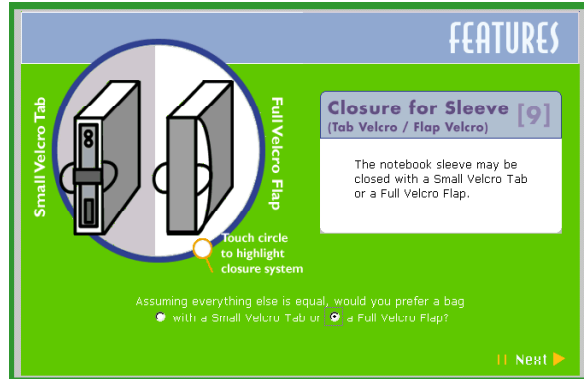 FEATURES
Small Velcro Tab
Full Velcro Flap
Closure for Sleeve [9]
(Tab Velcro / Flap Velcro)
The notebook sleeve may be
closed with a Small Velcro Tab
or a Full Velcro Flap.
Touch circle
to highlight
closure system
Assuming everything else is equal, would you prefer a bag
with a Small Velcro Tab or a Full Velcro Flap?
Next